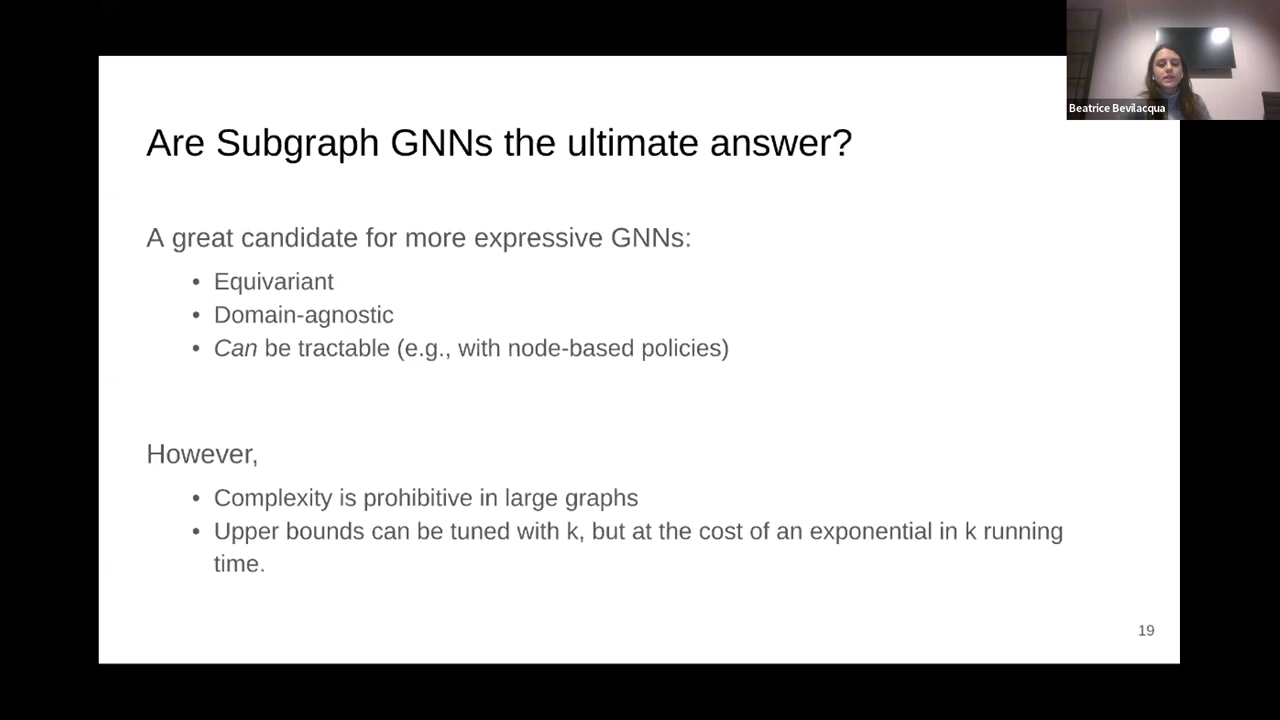 Beatrice Bevilacqua
Are Subgraph GNNs the ultimate answer?
A great candidate for more expressive GNNs:
• Equivariant
• Domain-agnostic
• Can be tractable (e.g., with node-based policies)
However,
• Complexity is prohibitive in large graphs
• Upper bounds can be tuned with k, but at the cost of an exponential in k running
time.
19